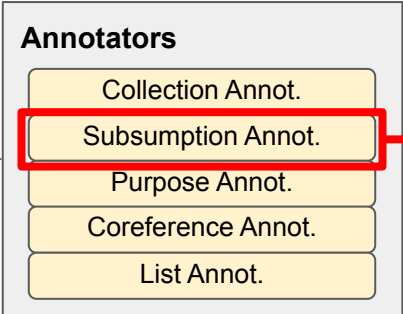 Annotators
Collection Annot.
Subsumption Annot.
Purpose Annot.
Coreference Annot.
List Annot.